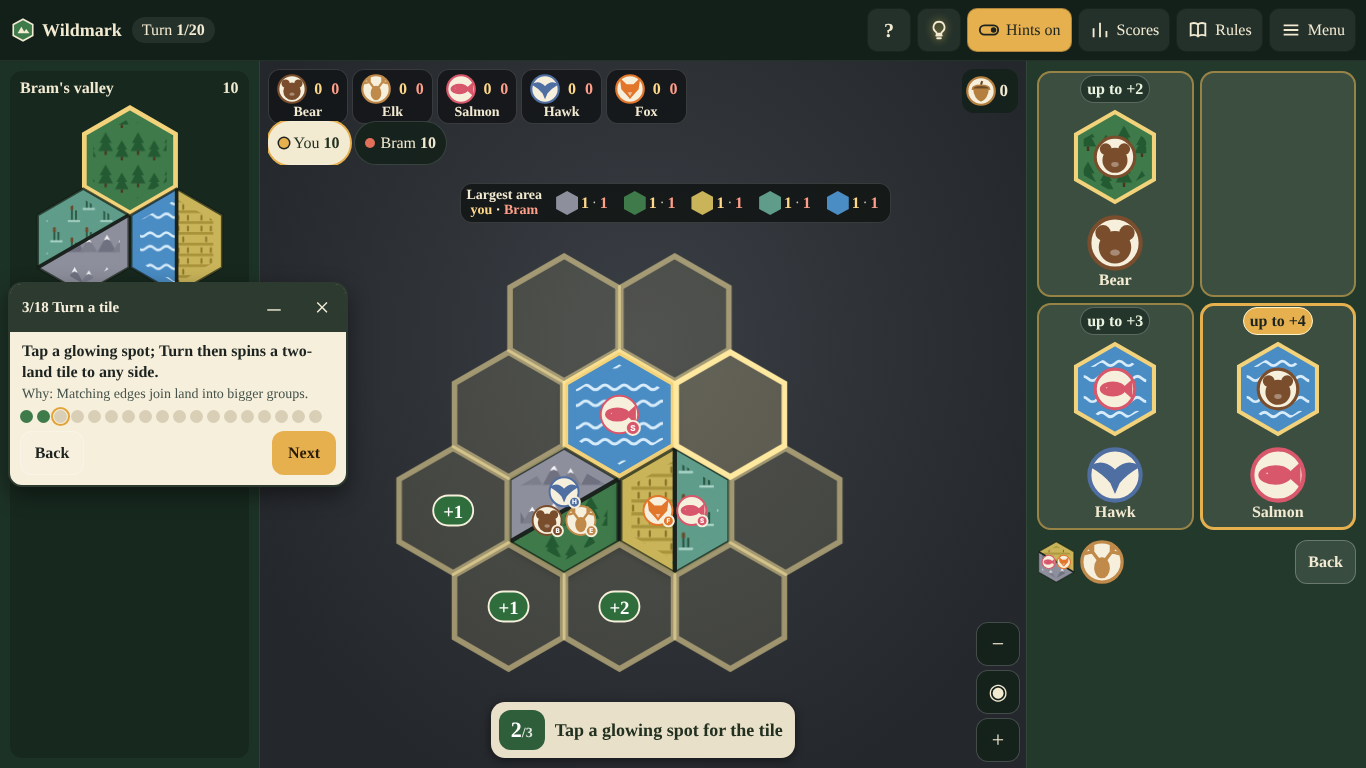 Wildmark
Turn 1/20
?
Hints on
Scores
Rules
Menu
Bram's valley 10
0 0
Bear
0 0
Elk
0 0
Salmon
0 0
Hawk
0 0
Fox
0
You 10
Bram 10
Largest area
you · Bram
1 · 1
1 · 1
1 · 1
1 · 1
1 · 1
3/18 Turn a tile
Tap a glowing spot; Turn then spins a two-
land tile to any side.
Why: Matching edges join land into bigger groups.
Back
Next
S
H
B
E
F
S
+1
+1
+2
2/3
Tap a glowing spot for the tile
−
+
up to +2
Bear
up to +3
Hawk
up to +4
Salmon
Back